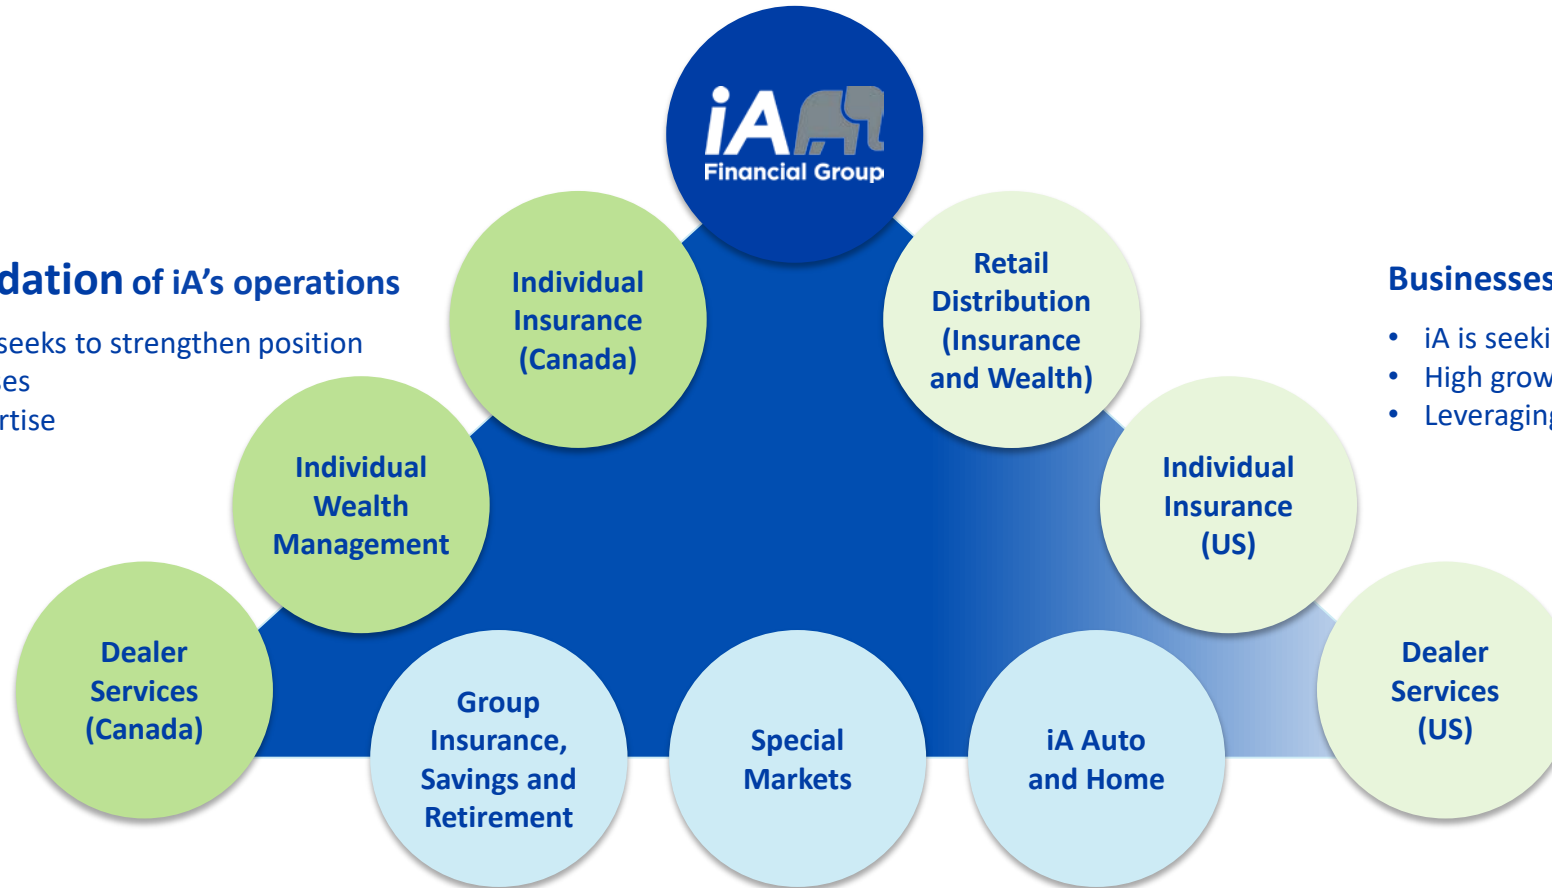 iA
Financial Group
dation of iA's operations
seeks to strengthen position
ses
rtise
Individual
Insurance
(Canada)
Retail
Distribution
(Insurance
and Wealth)
Businesses
• iA is seeki
• High grow
• Leveraging
Individual
Wealth
Management
Individual
Insurance
(US)
Dealer
Services
(Canada)
Group
Insurance,
Savings and
Retirement
Special
Markets
iA Auto
and Home
Dealer
Services
(US)